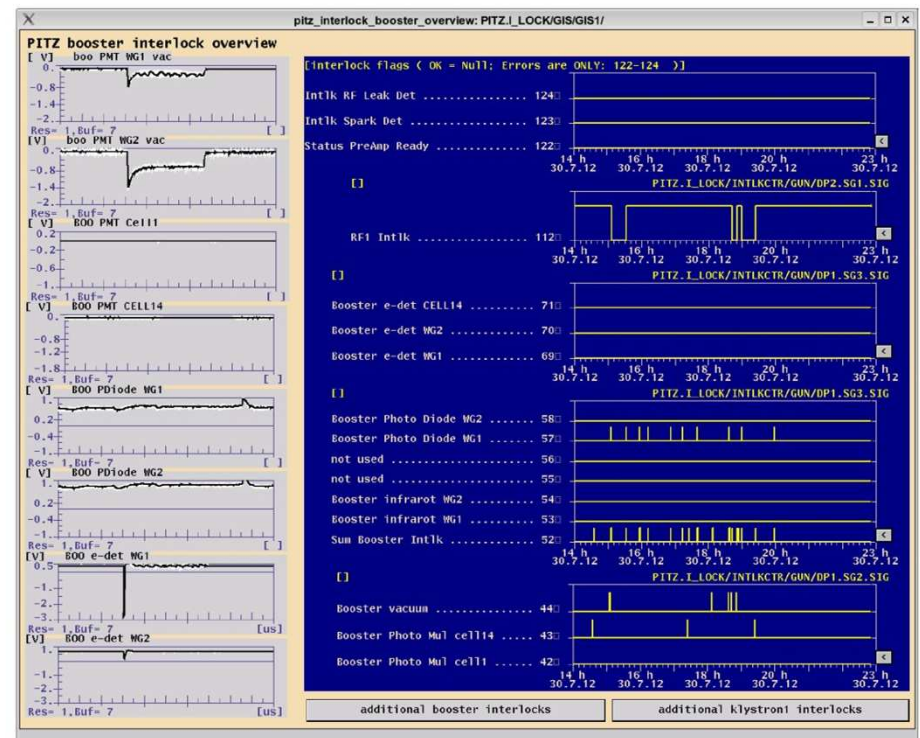 pitz_interlock_booster_overview: PITZ.I_LOCK/GIS/GIS1/
PITZ booster interlock overview
[ V] boo PMT WG1 vac
0.
-0.8
-1.4
-2.
Res= 1,Buf= 7 [ ]
[V] boo PMT WG2 vac
0.
-0.8
-1.4
-2.
Res= 1,Buf= 7 [ ]
[ V] BOO PMT Cell1
0.2
-0.2
-0.6
-1.
Res= 1,Buf= 7 [ ]
[ V] BOO PMT CELL14
0.
-0.8
-1.2
-1.8
Res= 1,Buf= 7 [ ]
[ V] BOO PDiode WG1
1.
0.2
-0.4
-1.
Res= 1,Buf= 7 [ ]
[ V] BOO PDiode WG2
1.
0.2
-0.4
-1.
Res= 1,Buf= 7 [ ]
[V] BOO e-det WG1
0.5
-1.
-2.
-3.
Res= 1,Buf= 7 [us]
[V] BOO e-det WG2
1.
-1.
-2.
-3.
Res= 1,Buf= 7 [us]
[interlock flags ( OK = Null; Errors are ONLY: 122-124 )]
Intlk RF Leak Det ................ 124
Intlk Spark Det .................. 123
Status PreAmp Ready .............. 122
14 h 16 h 18 h 20 h 23 h
30.7.12 30.7.12 30.7.12 30.7.12 30.7.12
[] PITZ.I_LOCK/INTLKCTR/GUN/DP2.SG1.SIG
RF1 Intlk ................. 112
14 h 16 h 18 h 20 h 23 h
30.7.12 30.7.12 30.7.12 30.7.12 30.7.12
[] PITZ.I_LOCK/INTLKCTR/GUN/DP1.SG3.SIG
Booster e-det CELL14 ......... 71
Booster e-det WG2 ............ 70
Booster e-det WG1 ............ 69
14 h 16 h 18 h 20 h 23 h
30.7.12 30.7.12 30.7.12 30.7.12 30.7.12
[] PITZ.I_LOCK/INTLKCTR/GUN/DP1.SG3.SIG
Booster Photo Diode WG2 ...... 58
Booster Photo Diode WG1 ...... 57
not used ..................... 56
not used ..................... 55
Booster infrarot WG2 ......... 54
Booster infrarot WG1 ......... 53
Sum Booster Intlk ............ 52
14 h 16 h 18 h 20 h 23 h
30.7.12 30.7.12 30.7.12 30.7.12 30.7.12
[] PITZ.I_LOCK/INTLKCTR/GUN/DP1.SG2.SIG
Booster vacuum ............... 44
Booster Photo Mul cell14 ..... 43
Booster Photo Mul cell1 ...... 42
14 h 16 h 18 h 20 h 23 h
30.7.12 30.7.12 30.7.12 30.7.12 30.7.12
additional booster interlocks
additional klystron1 interlocks